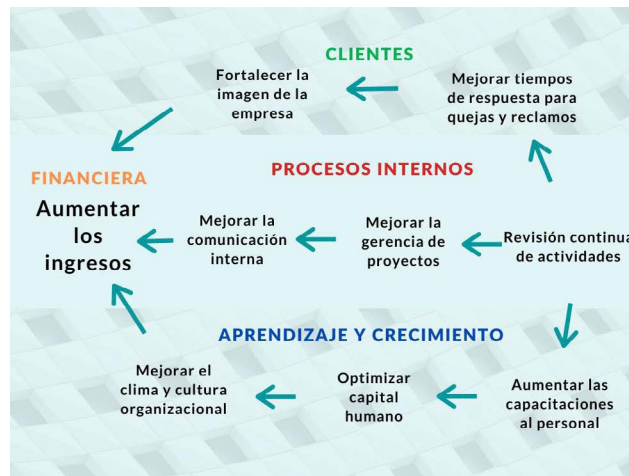 CLIENTES
Fortalecer la
imagen de la
empresa
Mejorar tiempos
de respuesta para
quejas y reclamos
FINANCIERA
Aumentar
los
ingresos
PROCESOS INTERNOS
Mejorar la
comunicación
interna
Mejorar la
gerencia de
proyectos
Revisión continua
de actividades
APRENDIZAJE Y CRECIMIENTO
Mejorar el
clima y cultura
organizacional
Optimizar
capital
humano
Aumentar las
capacitaciones
al personal